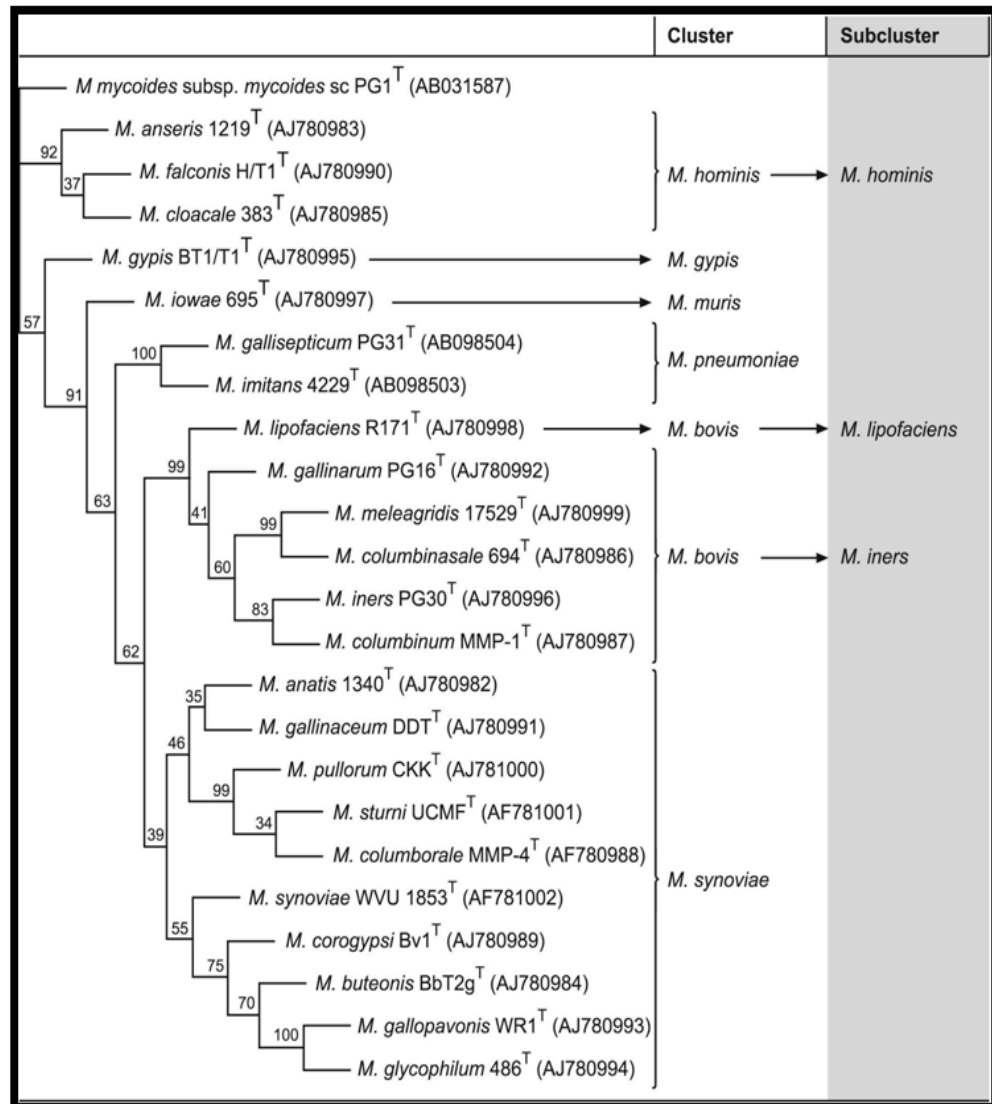 Cluster Subcluster
M mycoides subsp. mycoides sc PG1T (AB031587)
M. anseris 1219T (AJ780983)
92
M. falconis H/T1T (AJ780990)
M. hominis M. hominis
37
M. cloacale 383T (AJ780985)
M. gypis BT1/T1T (AJ780995) M. gypis
M. iowae 695T (AJ780997) M. muris
57
M. gallisepticum PG31T (AB098504)
100
M. pneumoniae
M. imitans 4229T (AB098503)
91
M. lipofaciens R171T (AJ780998) M. bovis M. lipofaciens
99
M. gallinarum PG16T (AJ780992)
63
41
M. meleagridis 17529T (AJ780999)
99
M. columbinasale 694T (AJ780986) M. bovis M. iners
60
M. iners PG30T (AJ780996)
83
M. columbinum MMP-1T (AJ780987)
62
M. anatis 1340T (AJ780982)
35
M. gallinaceum DDTT (AJ780991)
46
M. pullorum CKKT (AJ781000)
99
M. sturni UCMFT (AF781001)
34
39
M. columborale MMP-4T (AF780988)
M. synoviae
M. synoviae WVU 1853T (AF781002)
55
M. corogypsi Bv1T (AJ780989)
75
M. buteonis BbT2gT (AJ780984)
70
M. gallopavonis WR1T (AJ780993)
100
M. glycophilum 486T (AJ780994)